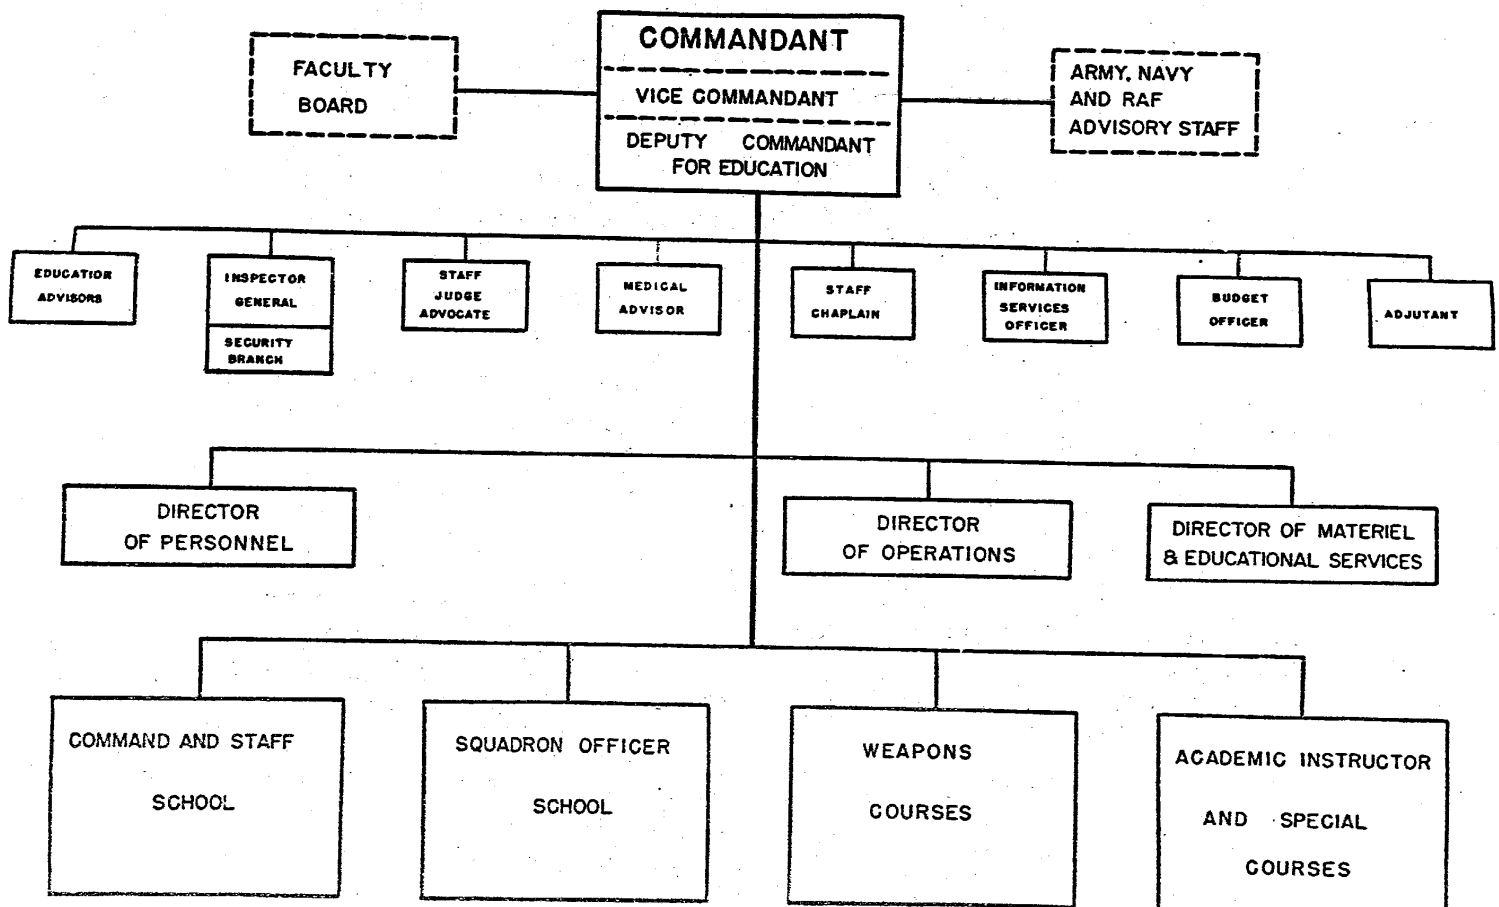 FACULTY
BOARD
COMMANDANT
VICE COMMANDANT
DEPUTY COMMANDANT
FOR EDUCATION
ARMY, NAVY
AND RAF
ADVISORY STAFF
EDUCATION
ADVISORS
INSPECTOR
GENERAL
SECURITY
BRANCH
STAFF
JUDGE
ADVOCATE
MEDICAL
ADVISOR
STAFF
CHAPLAIN
INFORMATION
SERVICES
OFFICER
BUDGET
OFFICER
ADJUTANT
DIRECTOR
OF PERSONNEL
DIRECTOR
OF OPERATIONS
DIRECTOR OF MATERIEL
& EDUCATIONAL SERVICES
COMMAND AND STAFF
SCHOOL
SQUADRON OFFICER
SCHOOL
WEAPONS
COURSES
ACADEMIC INSTRUCTOR
AND SPECIAL
COURSES